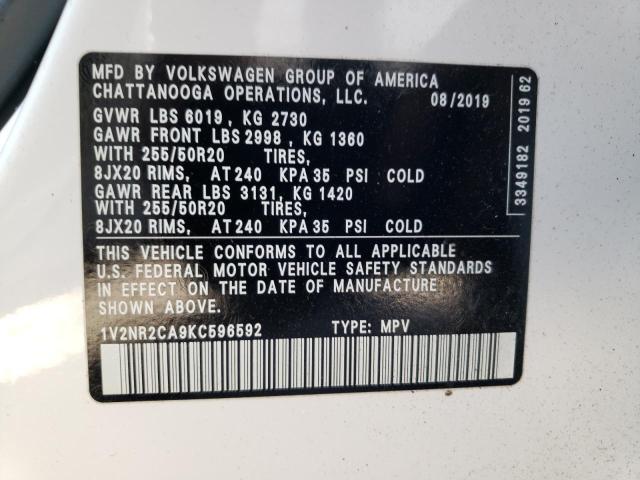 MFD BY VOLKSWAGEN GROUP OF AMERICA
CHATTANOOGA OPERATIONS, LLC. 08/2019
GVWR LBS 6019, KG 2730
GAWR FRONT LBS 2998, KG 1360
WITH 255/50R20 TIRES,
8JX20 RIMS, AT 240 KPA 35 PSI COLD
GAWR REAR LBS 3131, KG 1420
WITH 255/50R20 TIRES,
8JX20 RIMS, AT 240 KPA 35 PSI COLD
THIS VEHICLE CONFORMS TO ALL APPLICABLE
U.S. FEDERAL MOTOR VEHICLE SAFETY STANDARDS
IN EFFECT ON THE DATE OF MANUFACTURE
SHOWN ABOVE.
1V2NR2CA9KC596592 TYPE: MPV
3349182 2019 62